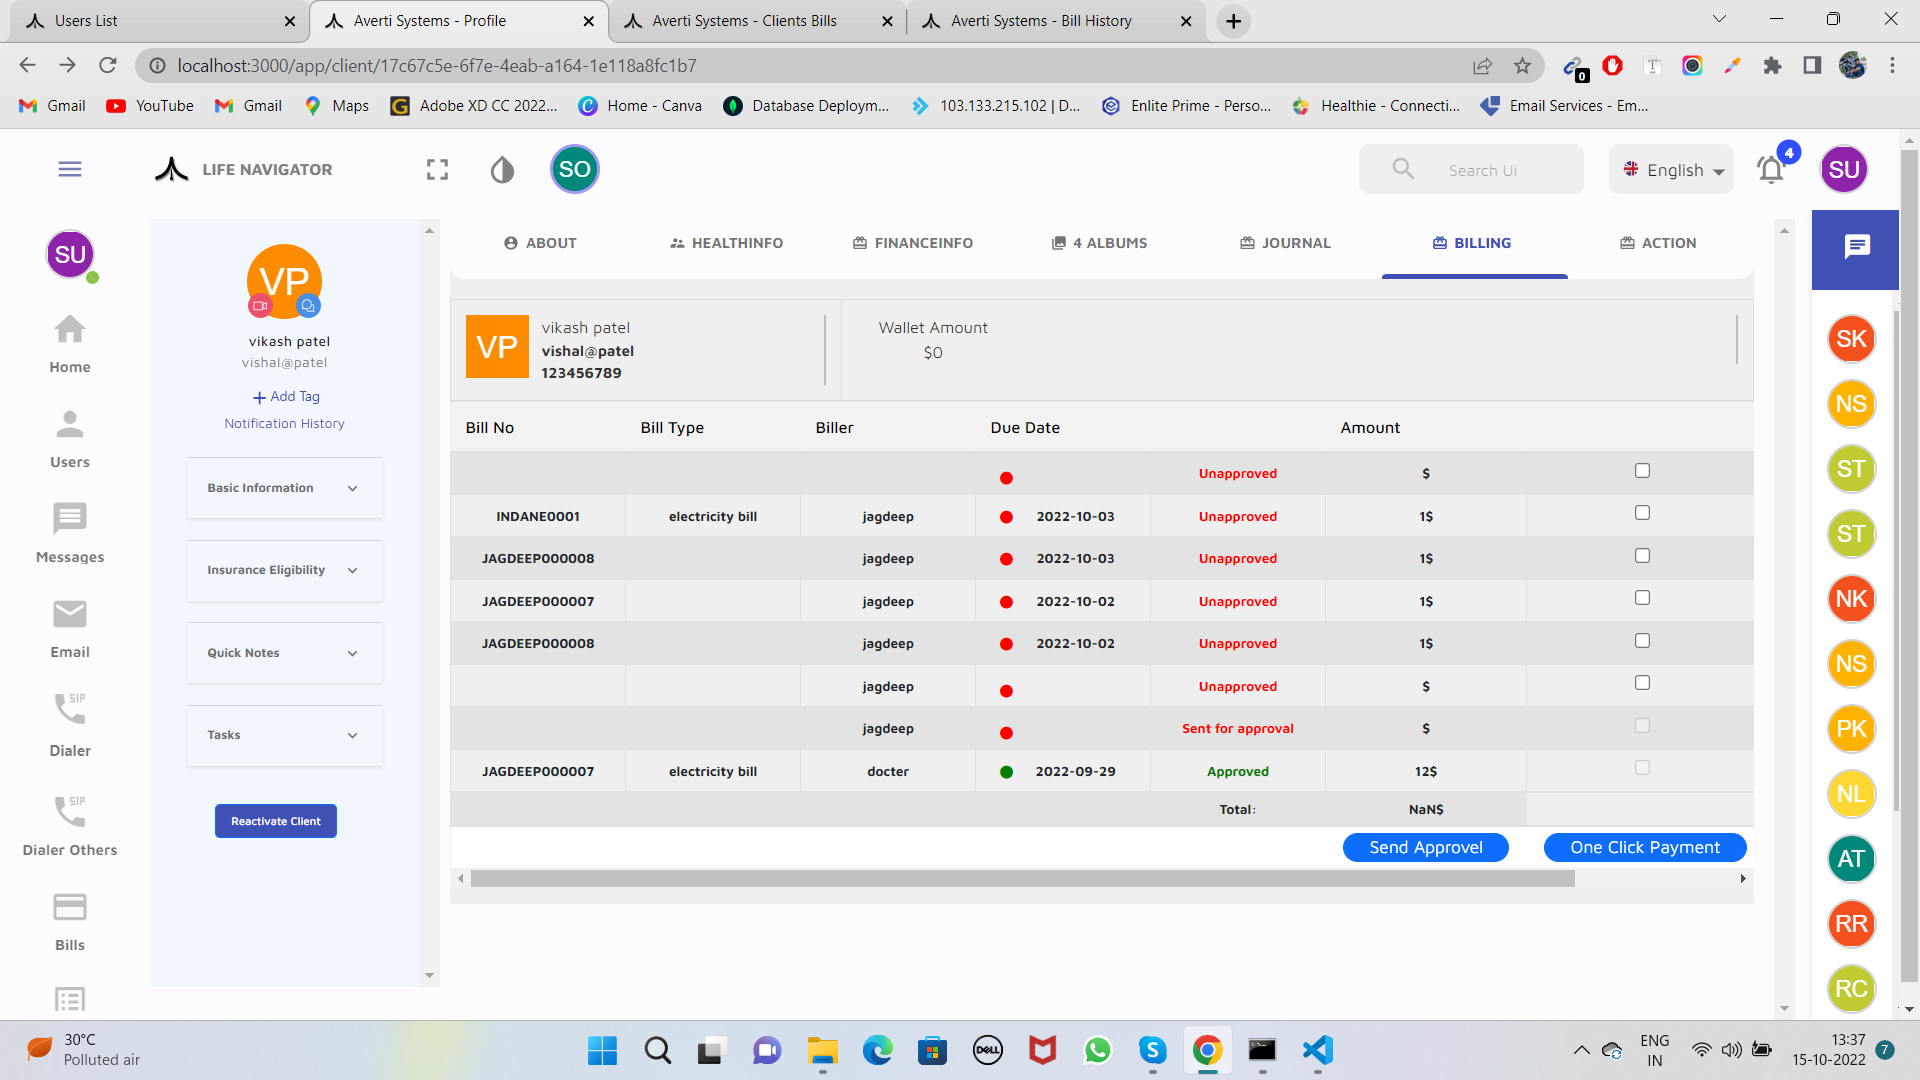 Users List
Averti Systems - Profile
Averti Systems - Clients Bills
Averti Systems - Bill History
localhost:3000/app/client/17c67c5e-6f7e-4eab-a164-1e118a8fc1b7
0
T
Gmail
YouTube
Gmail
Maps
Adobe XD CC 2022...
Home - Canva
Database Deploym...
103.133.215.102 | D...
Enlite Prime - Perso...
Healthie - Connecti...
Email Services - Em...
LIFE NAVIGATOR
SO
Search Ui
English
4
SU
SU
Home
Users
Messages
Email
SIP
Dialer
SIP
Dialer Others
Bills
VP
vikash patel
vishal@patel
+ Add Tag
Notification History
Basic Information
Insurance Eligibility
Quick Notes
Tasks
Reactivate Client
ABOUT
HEALTHINFO
FINANCEINFO
4 ALBUMS
JOURNAL
BILLING
ACTION
VP
vikash patel
vishal@patel
123456789
Wallet Amount
$0
Bill No Bill Type Biller Due Date Amount
Unapproved $
INDANE0001 electricity bill jagdeep 2022-10-03 Unapproved 1$
JAGDEEP000008 jagdeep 2022-10-03 Unapproved 1$
JAGDEEP000007 jagdeep 2022-10-02 Unapproved 1$
JAGDEEP000008 jagdeep 2022-10-02 Unapproved 1$
jagdeep Unapproved $
jagdeep Sent for approval $
JAGDEEP000007 electricity bill docter 2022-09-29 Approved 12$
Total: NaN$
Send Approvel
One Click Payment
SK
NS
ST
ST
NK
NS
PK
NL
AT
RR
RC
30°C
Polluted air
DELL
ENG
IN
13:37
15-10-2022
7